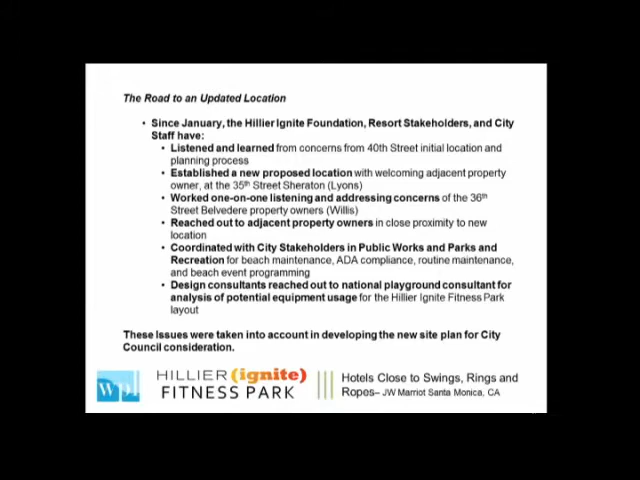 The Road to an Updated Location
• Since January, the Hillier Ignite Foundation, Resort Stakeholders, and City
Staff have:
• Listened and learned from concerns from 40th Street initial location and
planning process
• Established a new proposed location with welcoming adjacent property
owner, at the 35th Street Sheraton (Lyons)
• Worked one-on-one listening and addressing concerns of the 36th
Street Belvedere property owners (Willis)
• Reached out to adjacent property owners in close proximity to new
location
• Coordinated with City Stakeholders in Public Works and Parks and
Recreation for beach maintenance, ADA compliance, routine maintenance,
and beach event programming
• Design consultants reached out to national playground consultant for
analysis of potential equipment usage for the Hillier Ignite Fitness Park
layout
These Issues were taken into account in developing the new site plan for City
Council consideration.
wpl
HILLIER (ignite)
FITNESS PARK
Hotels Close to Swings, Rings and
Ropes– JW Marriot Santa Monica, CA